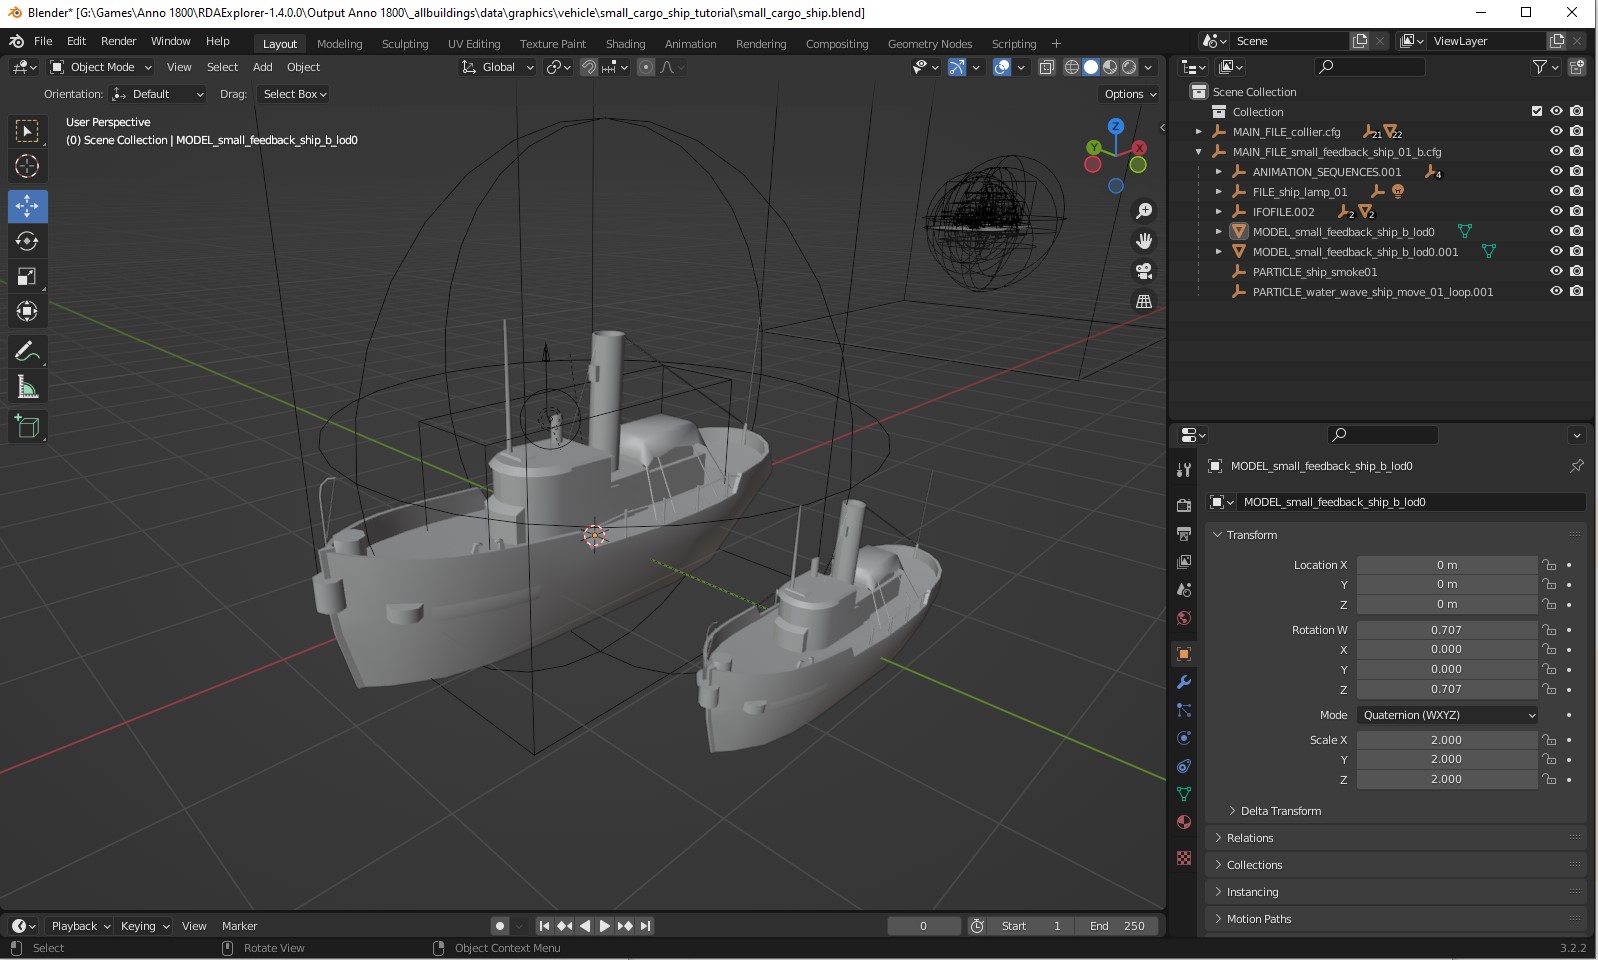 Blender* [G:\Games\Anno 1800\RDAExplorer-1.4.0.0\Output Anno 1800\_allbuildings\data\graphics\vehicle\small_cargo_ship_tutorial\small_cargo_ship.blend]
File Edit Render Window Help Layout Modeling Sculpting UV Editing Texture Paint Shading Animation Rendering Compositing Geometry Nodes Scripting + Scene ViewLayer
Object Mode View Select Add Object Global
Orientation: Default Drag: Select Box Options
User Perspective
(0) Scene Collection | MODEL_small_feedback_ship_b_lod0
Z
Y
X
Scene Collection
Collection
MAIN_FILE_collier.cfg 21 22
MAIN_FILE_small_feedback_ship_01_b.cfg
ANIMATION_SEQUENCES.001 4
FILE_ship_lamp_01
IFOFILE.002 2 2
MODEL_small_feedback_ship_b_lod0
MODEL_small_feedback_ship_b_lod0.001
PARTICLE_ship_smoke01
PARTICLE_water_wave_ship_move_01_loop.001
MODEL_small_feedback_ship_b_lod0
MODEL_small_feedback_ship_b_lod0
Transform
Location X 0 m
Y 0 m
Z 0 m
Rotation W 0.707
X 0.000
Y 0.000
Z 0.707
Mode Quaternion (WXYZ)
Scale X 2.000
Y 2.000
Z 2.000
Delta Transform
Relations
Collections
Instancing
Motion Paths
Playback Keying View Marker 0 Start 1 End 250
Select Rotate View Object Context Menu 3.2.2